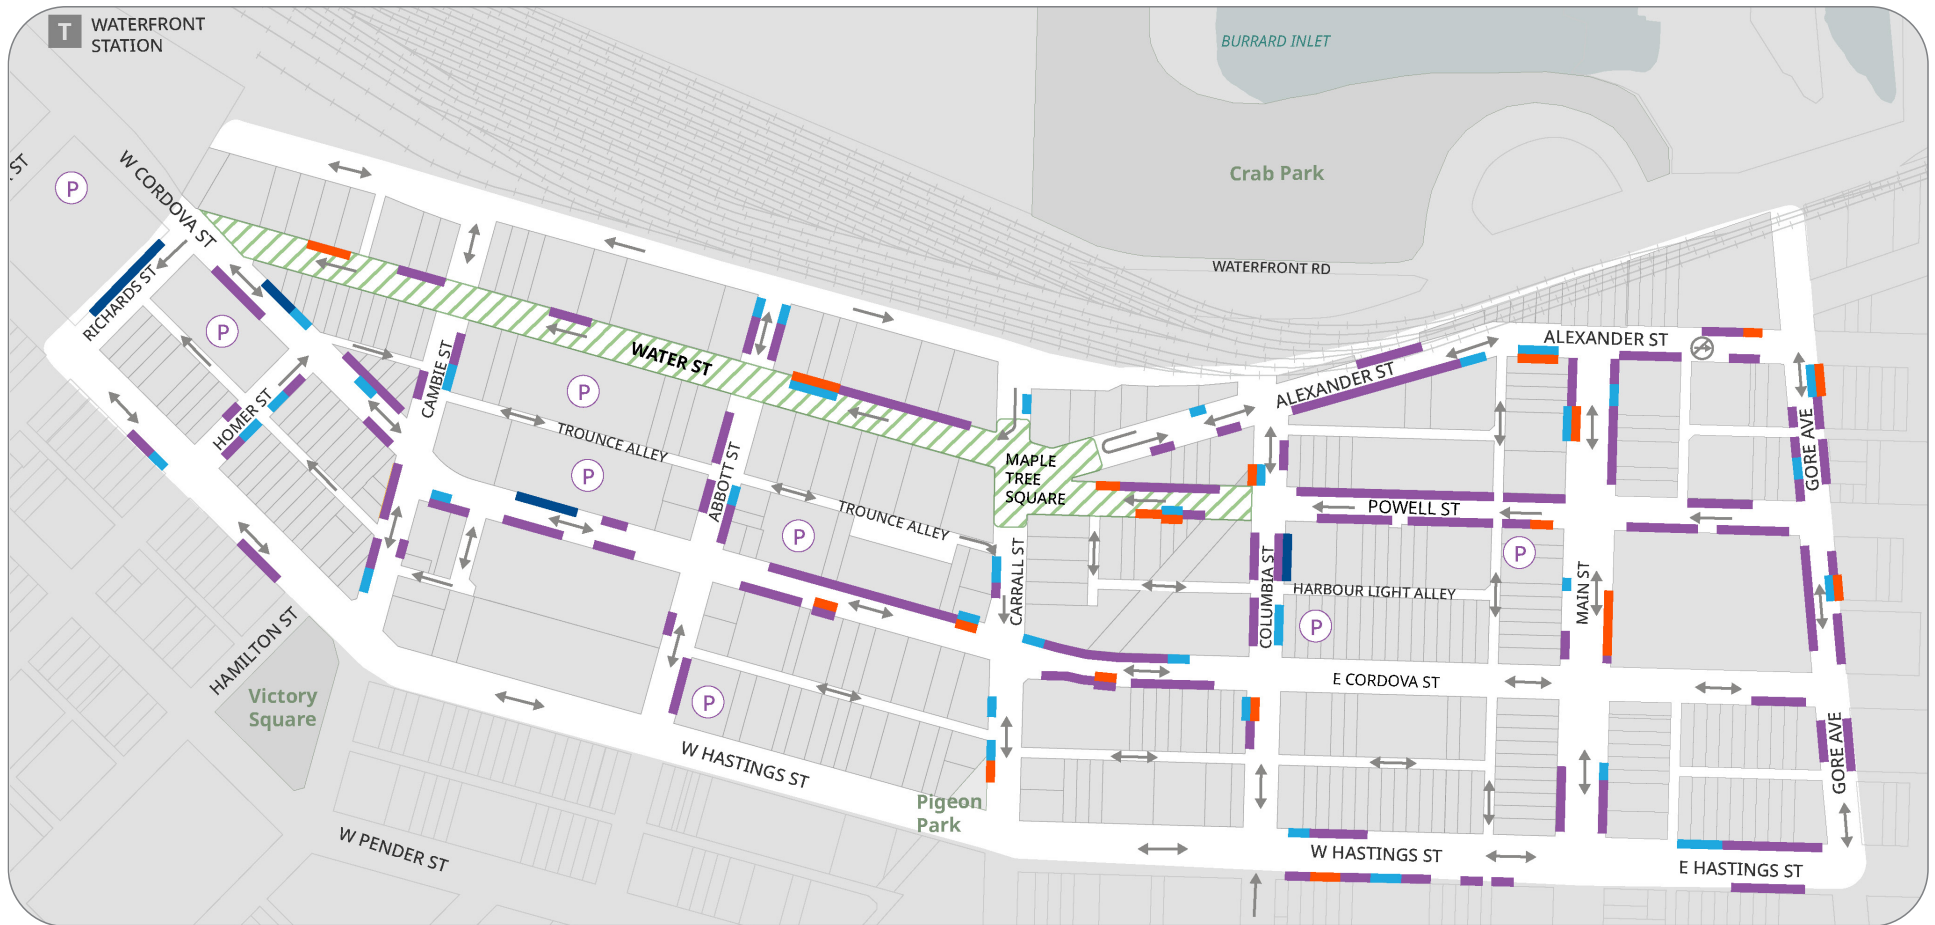 T
WATERFRONT
STATION
BURRARD INLET
Crab Park
WATERFRONT RD
ST
P
W CORDOVA ST
RICHARDS ST
P
HOMER ST
CAMBIE ST
WATER ST
P
TROUNCE ALLEY
P
ABBOTT ST
TROUNCE ALLEY
P
MAPLE
TREE
SQUARE
CARRALL ST
ALEXANDER ST
ALEXANDER ST
POWELL ST
P
COLUMBIA ST
HARBOUR LIGHT ALLEY
P
MAIN ST
GORE AVE
HAMILTON ST
Victory
Square
P
E CORDOVA ST
GORE AVE
W HASTINGS ST
Pigeon
Park
W PENDER ST
W HASTINGS ST
E HASTINGS ST